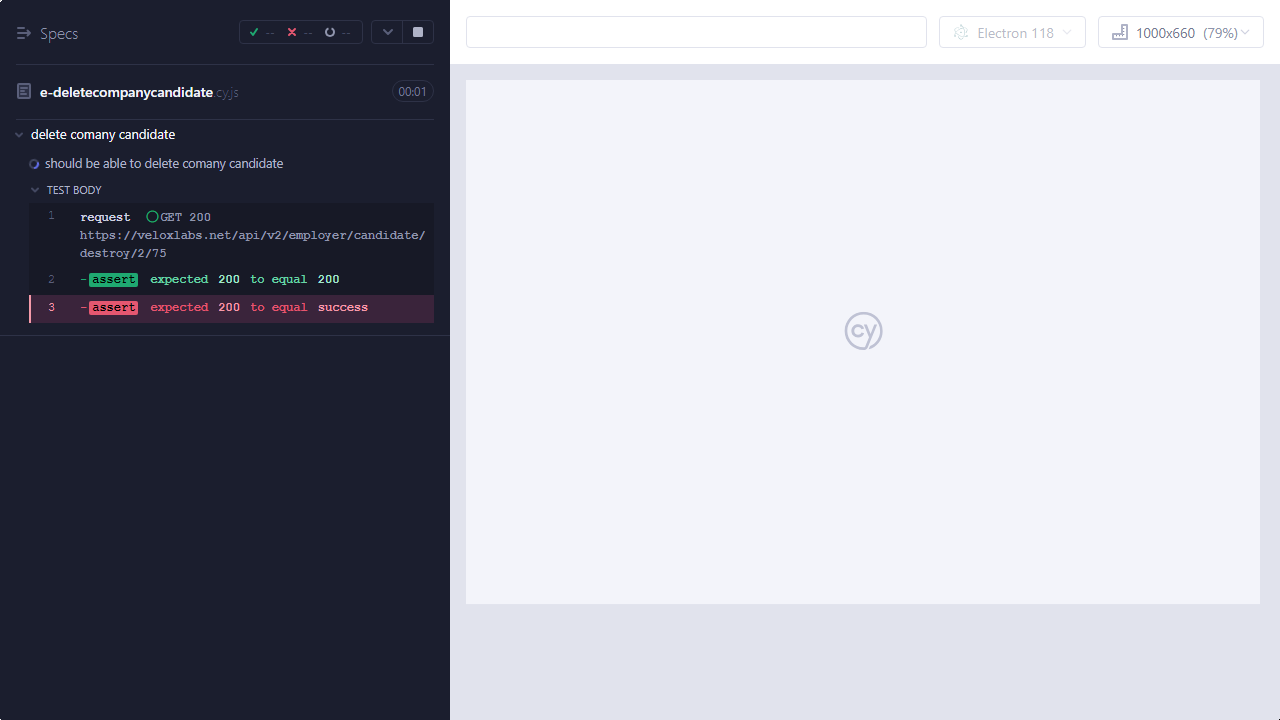 Specs
-- -- --
e-deletecompanycandidate.cy.js 00:01
delete comany candidate
should be able to delete comany candidate
TEST BODY
1 request GET 200
https://veloxlabs.net/api/v2/employer/candidate/
destroy/2/75
2 -assert expected 200 to equal 200
3 -assert expected 200 to equal success
Electron 118
1000x660 (79%)
cy